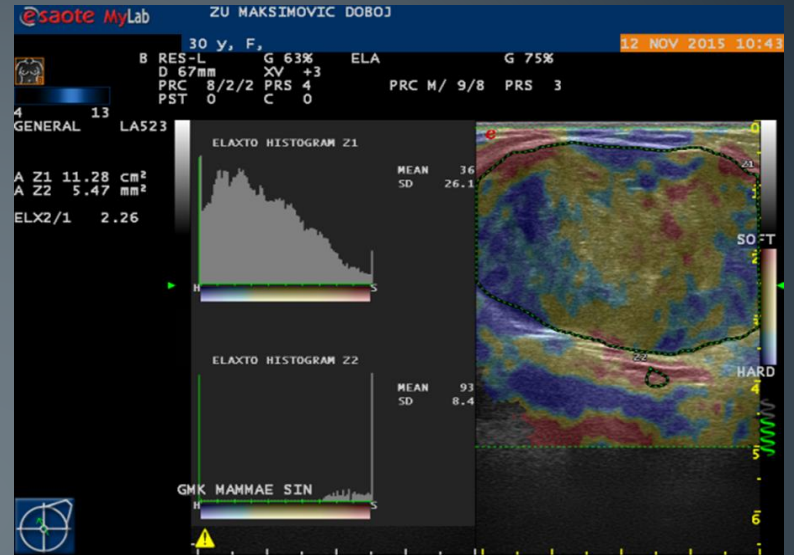 esaote MyLab
ZU MAKSIMOVIC DOBOJ
30 y, F,
12 NOV 2015 10:43
B RES-L G 63% ELA G 75%
D 67mm XV +3
PRC 8/2/2 PRS 4 PRC M/ 9/8 PRS 3
PST 0 C 0
4 13
GENERAL LA523
A Z1 11.28 cm²
A Z2 5.47 mm²
ELX2/1 2.26
ELAXTO HISTOGRAM Z1
MEAN 36
SD 26.1
H S
ELAXTO HISTOGRAM Z2
MEAN 93
SD 8.4
GMK MAMMAE SIN
H S
e
0
Z1
SOFT
Z2
HARD
4
5
6